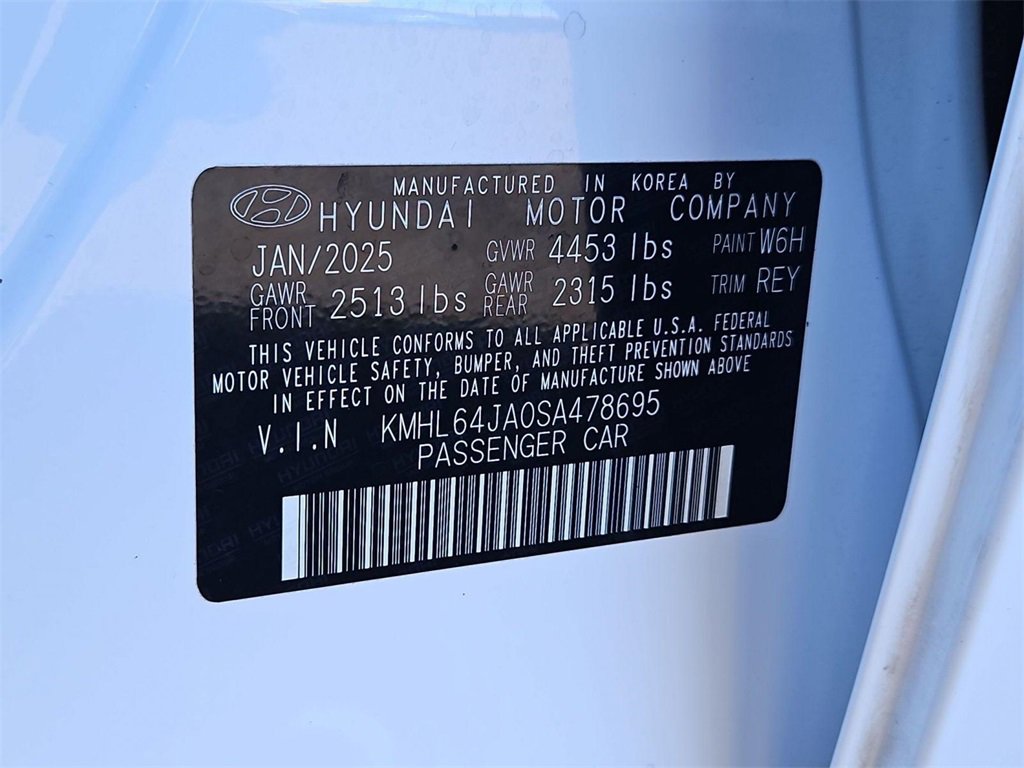 MANUFACTURED IN KOREA BY
HYUNDAI MOTOR COMPANY
JAN/2025 GVWR 4453 lbs PAINT W6H
GAWR FRONT 2513 lbs GAWR REAR 2315 lbs TRIM REY
THIS VEHICLE CONFORMS TO ALL APPLICABLE U.S.A. FEDERAL
MOTOR VEHICLE SAFETY, BUMPER, AND THEFT PREVENTION STANDARDS
IN EFFECT ON THE DATE OF MANUFACTURE SHOWN ABOVE
V.I.N KMHL64JA0SA478695
PASSENGER CAR